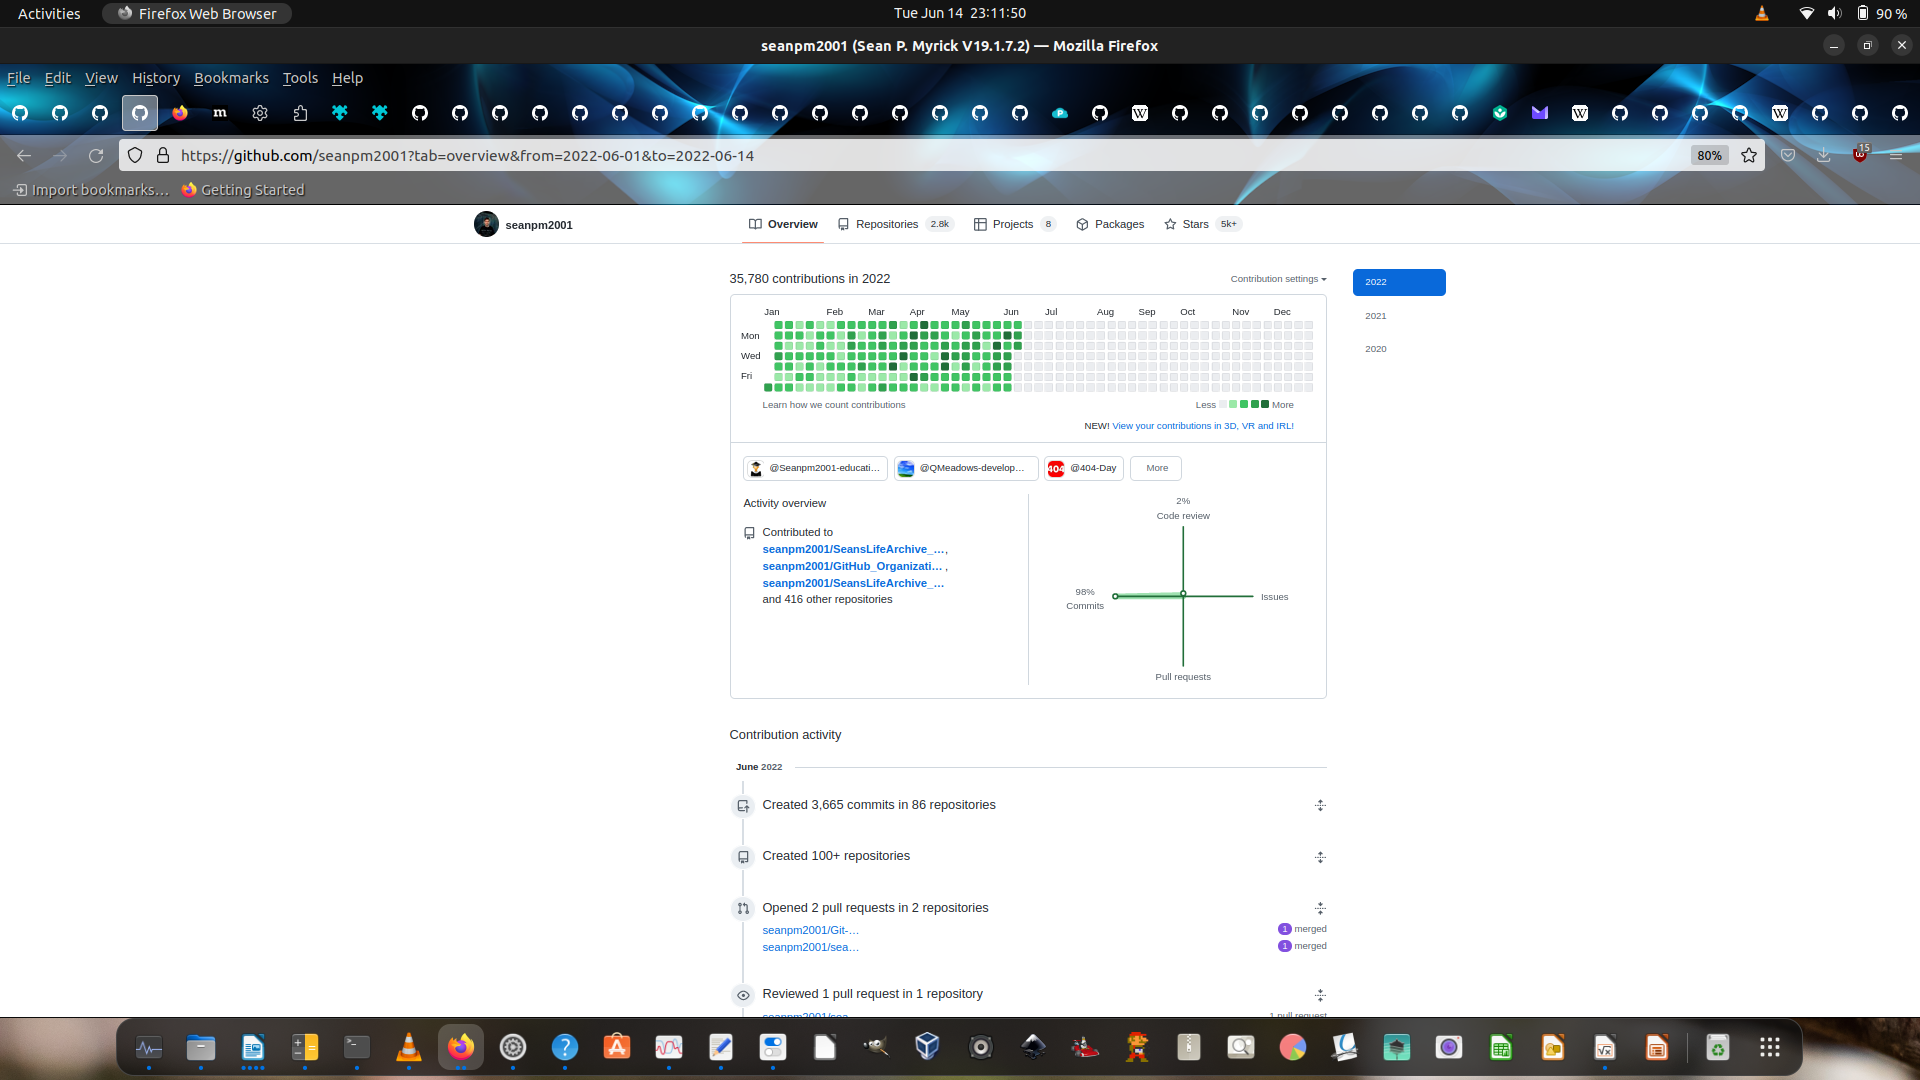 Activities
Firefox Web Browser
Tue Jun 14 23:11:50
90 %
seanpm2001 (Sean P. Myrick V19.1.7.2) — Mozilla Firefox
File Edit View History Bookmarks Tools Help
https://github.com/seanpm2001?tab=overview&from=2022-06-01&to=2022-06-14
80%
15
Import bookmarks...
Getting Started
seanpm2001
Overview
Repositories 2.8k
Projects 8
Packages
Stars 5k+
35,780 contributions in 2022
Contribution settings
2022
2021
2020
Jan Feb Mar Apr May Jun Jul Aug Sep Oct Nov Dec
Mon
Wed
Fri
Learn how we count contributions
Less
More
NEW! View your contributions in 3D, VR and IRL!
@Seanpm2001-educati...
@QMeadows-develop...
404
@404-Day
More
Activity overview
Contributed to
seanpm2001/SeansLifeArchive_...,
seanpm2001/GitHub_Organizati... ,
seanpm2001/SeansLifeArchive_...
and 416 other repositories
2%
Code review
98%
Commits
Issues
Pull requests
Contribution activity
June 2022
Created 3,665 commits in 86 repositories
Created 100+ repositories
Opened 2 pull requests in 2 repositories
seanpm2001/Git-...
1 merged
seanpm2001/sea...
1 merged
Reviewed 1 pull request in 1 repository
seanpm2001/sea...
1 pull request